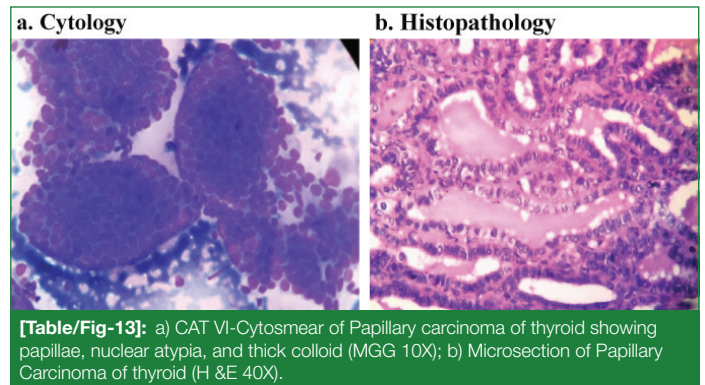 a. Cytology
b. Histopathology
[Table/Fig-13]: a) CAT VI-Cytosmear of Papillary carcinoma of thyroid showing
papillae, nuclear atypia, and thick colloid (MGG 10X); b) Microsection of Papillary
Carcinoma of thyroid (H &E 40X).